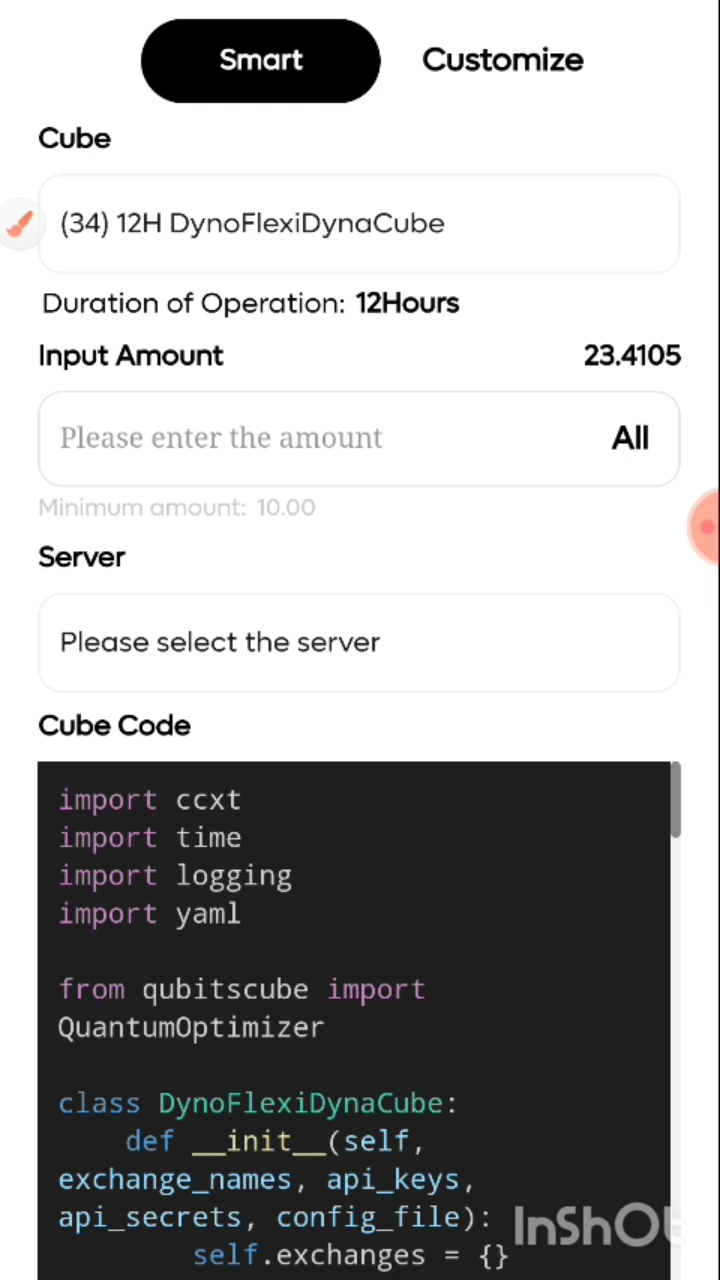 Smart Customize
Cube
(34) 12H DynoFlexiDynaCube
Duration of Operation: 12Hours
Input Amount 23.4105
Please enter the amount All
Minimum amount: 10.00
Server
Please select the server
Cube Code
import ccxt
import time
import logging
import yaml
from qubitscube import
QuantumOptimizer
class DynoFlexiDynaCube:
def __init__(self,
exchange_names, api_keys,
api_secrets, config_file):
self.exchanges = {}
InShOt